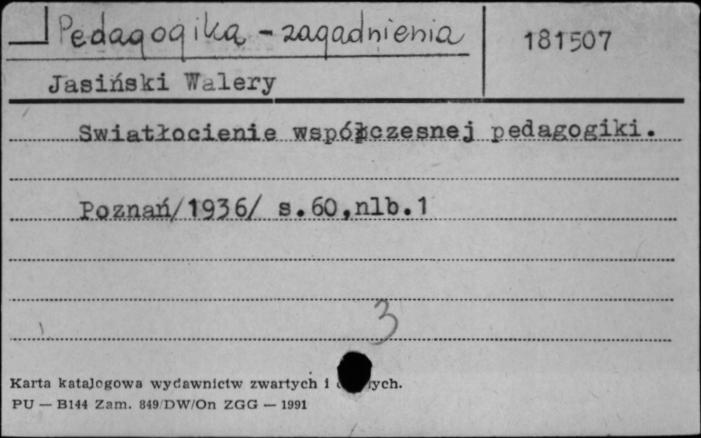 Pedagogika - zagadnienia
181507
Jasiński Walery
Swiatłocienie współczesnej pedagogiki.
Poznań/1936/ s.60,nlb.1
3
Karta katalogowa wydawnictw zwartych i
PU — B144 Zam. 849/DW/On ZGG — 1991